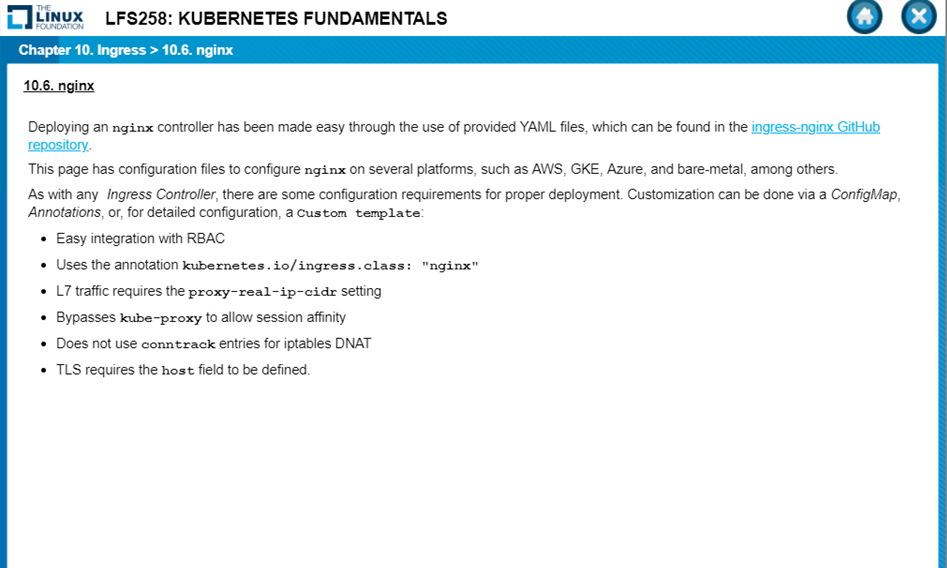 THE
LINUX
FOUNDATION
LFS258: KUBERNETES FUNDAMENTALS
Chapter 10. Ingress > 10.6. nginx
10.6. nginx
Deploying an nginx controller has been made easy through the use of provided YAML files, which can be found in the ingress-nginx GitHub
repository.
This page has configuration files to configure nginx on several platforms, such as AWS, GKE, Azure, and bare-metal, among others.
As with any Ingress Controller, there are some configuration requirements for proper deployment. Customization can be done via a ConfigMap,
Annotations, or, for detailed configuration, a Custom template:
• Easy integration with RBAC
• Uses the annotation kubernetes.io/ingress.class: "nginx"
• L7 traffic requires the proxy-real-ip-cidr setting
• Bypasses kube-proxy to allow session affinity
• Does not use conntrack entries for iptables DNAT
• TLS requires the host field to be defined.